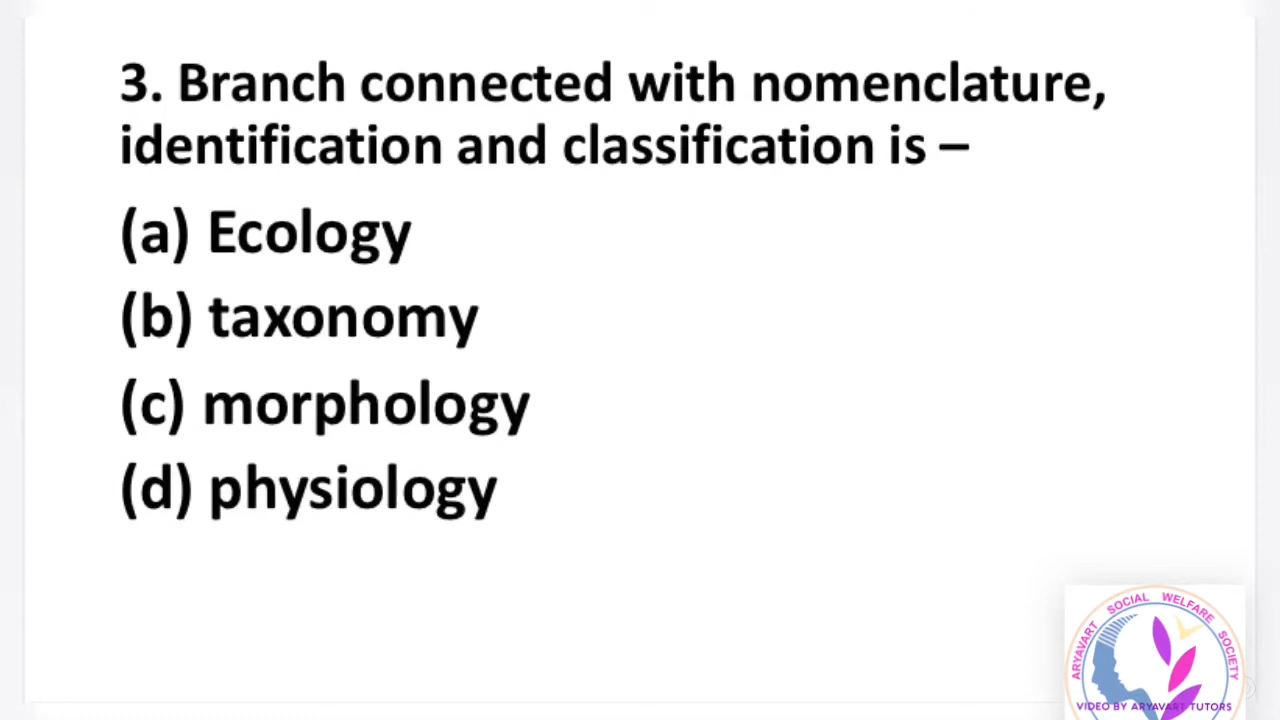 3. Branch connected with nomenclature,
identification and classification is –
(a) Ecology
(b) taxonomy
(c) morphology
(d) physiology
ARYAVART SOCIAL WELFARE SOCIETY
VIDEO BY ARYAVART TUTORS